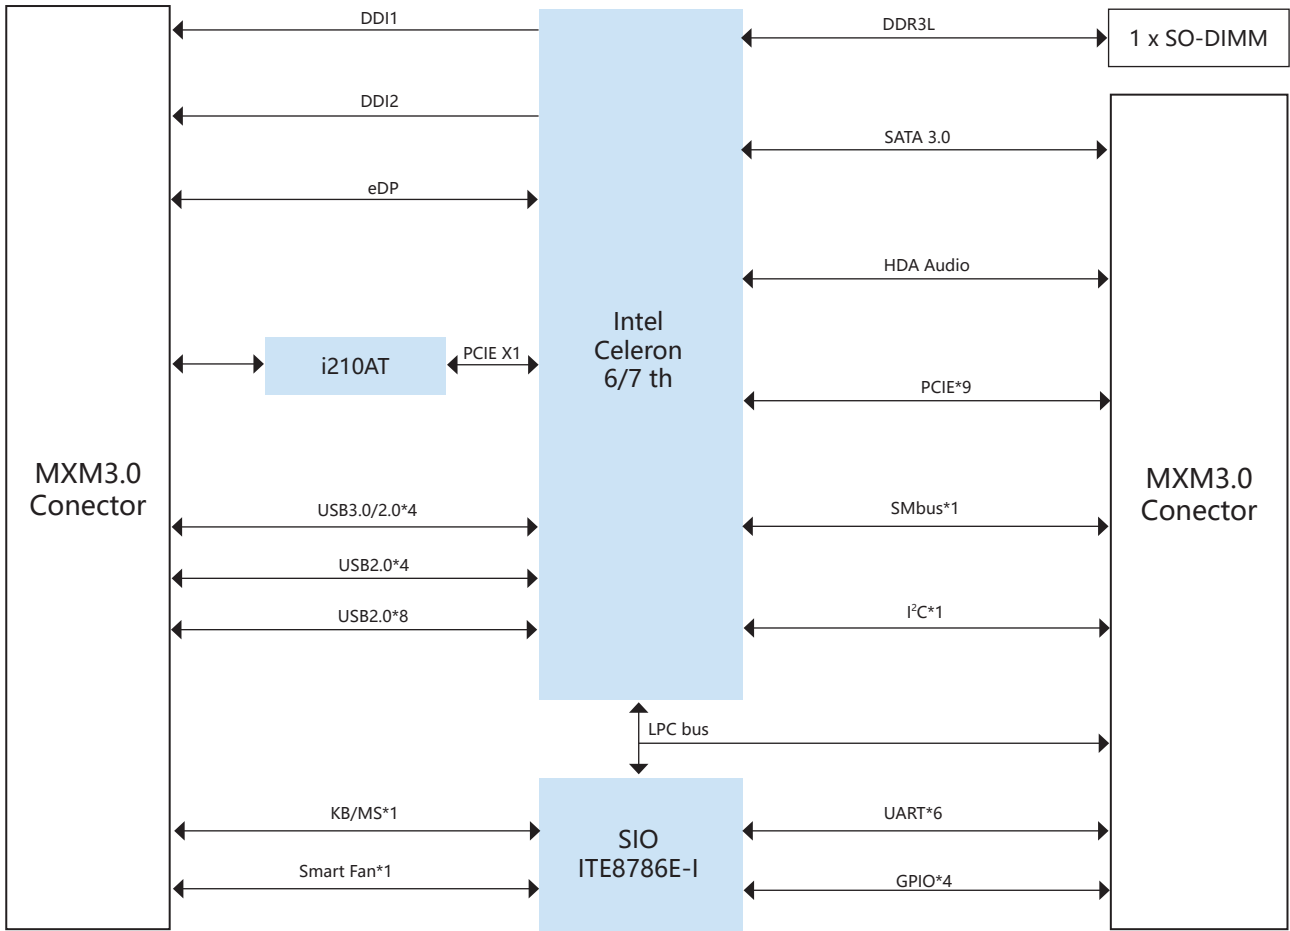 DDI1
DDR3L
1 x SO-DIMM
DDI2
SATA 3.0
eDP
HDA Audio
Intel
Celeron
6/7 th
i210AT
PCIE X1
PCIE*9
MXM3.0
Conector
MXM3.0
Conector
USB3.0/2.0*4
SMbus*1
USB2.0*4
USB2.0*8
I²C*1
LPC bus
KB/MS*1
UART*6
SIO
ITE8786E-I
Smart Fan*1
GPIO*4